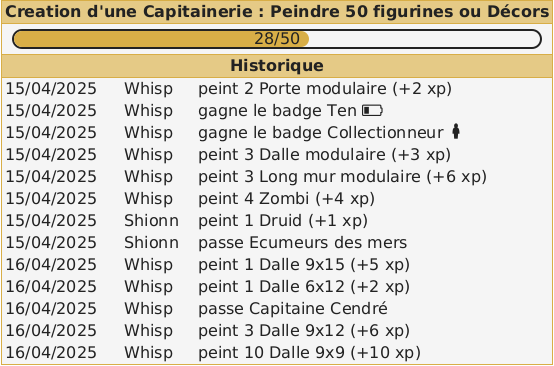 Creation d'une Capitainerie : Peindre 50 figurines ou Décors
28/50
Historique
15/04/2025 Whisp peint 2 Porte modulaire (+2 xp)
15/04/2025 Whisp gagne le badge Ten
15/04/2025 Whisp gagne le badge Collectionneur
15/04/2025 Whisp peint 3 Dalle modulaire (+3 xp)
15/04/2025 Whisp peint 3 Long mur modulaire (+6 xp)
15/04/2025 Whisp peint 4 Zombi (+4 xp)
15/04/2025 Shionn peint 1 Druid (+1 xp)
15/04/2025 Shionn passe Ecumeurs des mers
16/04/2025 Whisp peint 1 Dalle 9x15 (+5 xp)
16/04/2025 Whisp peint 1 Dalle 6x12 (+2 xp)
16/04/2025 Whisp passe Capitaine Cendré
16/04/2025 Whisp peint 3 Dalle 9x12 (+6 xp)
16/04/2025 Whisp peint 10 Dalle 9x9 (+10 xp)